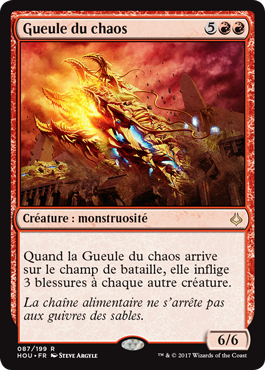 Gueule du chaos 5
Créature : monstruosité
Quand la Gueule du chaos arrive
sur le champ de bataille, elle inflige
3 blessures à chaque autre créature.
La chaîne alimentaire ne s'arrête pas
aux guivres des sables.
6/6
087/199 R
HOU • FR Steve Argyle
™ & © 2017 Wizards of the Coast